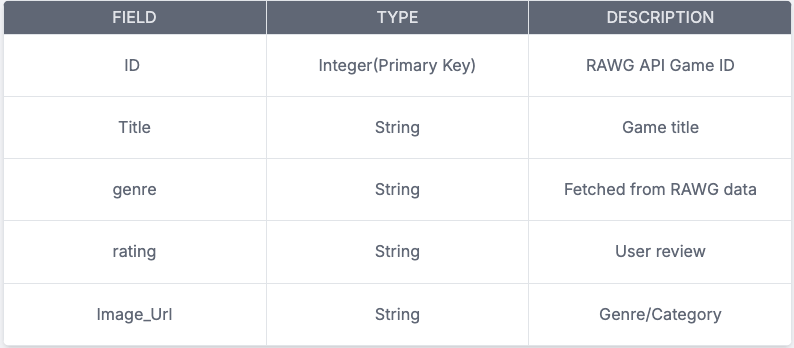 FIELD TYPE DESCRIPTION
ID Integer(Primary Key) RAWG API Game ID
Title String Game title
genre String Fetched from RAWG data
rating String User review
Image_Url String Genre/Category